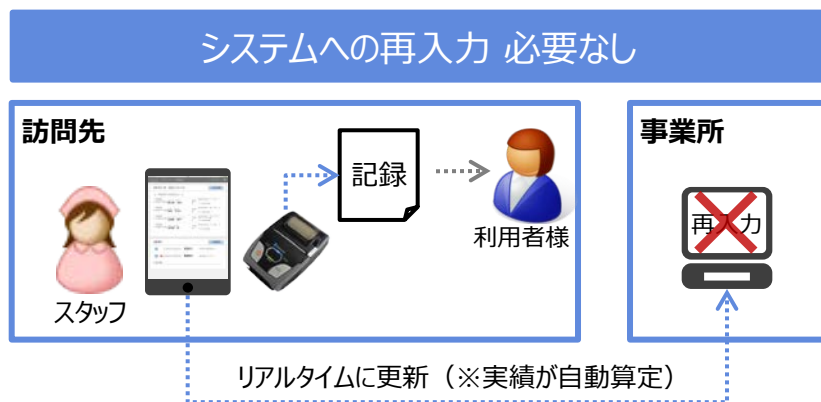 システムへの再入力 必要なし
訪問先
事業所
記録
再入力
利用者様
スタッフ
リアルタイムに更新（※実績が自動算定）